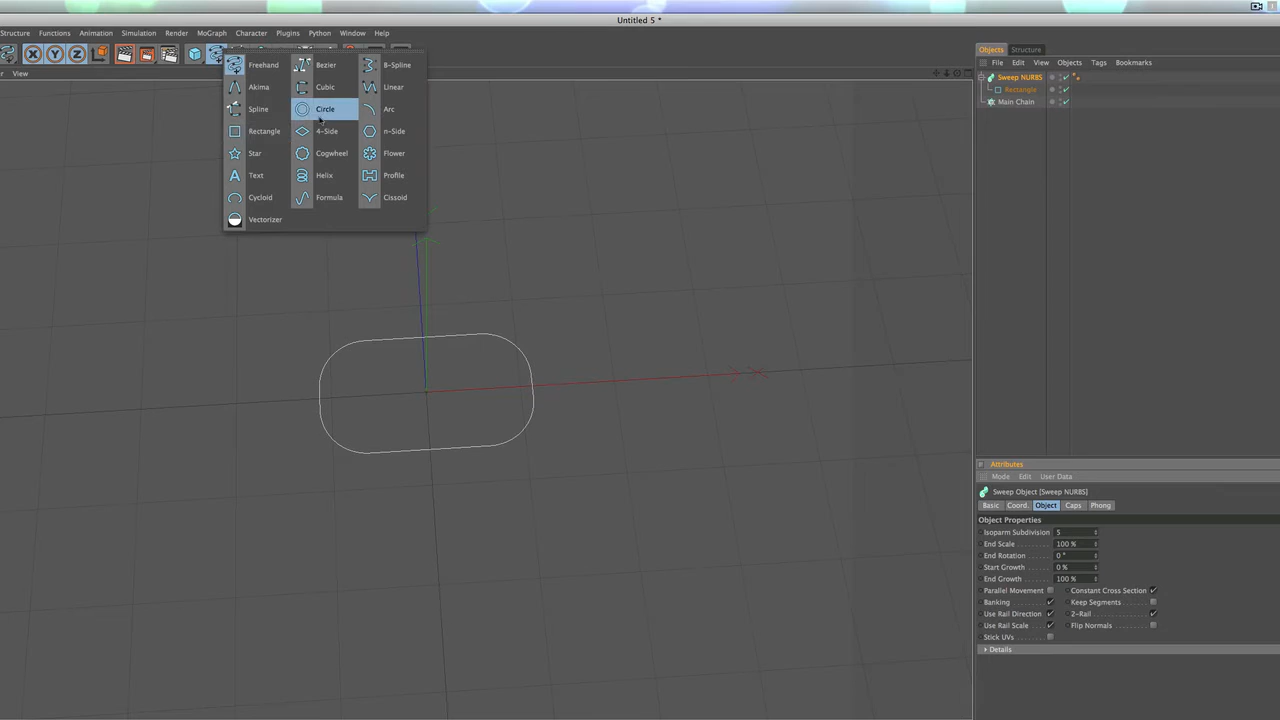 Untitled 5 *
Structure Functions Animation Simulation Render MoGraph Character Plugins Python Window Help
View
Freehand Bezier B-Spline
Akima Cubic Linear
Spline Circle Arc
Rectangle 4-Side n-Side
Star Cogwheel Flower
Text Helix Profile
Cycloid Formula Cissoid
Vectorizer
Objects Structure
File Edit View Objects Tags Bookmarks
Sweep NURBS
Rectangle
Main Chain
Attributes
Mode Edit User Data
Sweep Object [Sweep NURBS]
Basic Coord. Object Caps Phong
Object Properties
Isoparm Subdivision 5
End Scale 100 %
End Rotation 0 °
Start Growth 0 %
End Growth 100 %
Parallel Movement Constant Cross Section
Banking Keep Segments
Use Rail Direction 2-Rail
Use Rail Scale Flip Normals
Stick UVs
Details